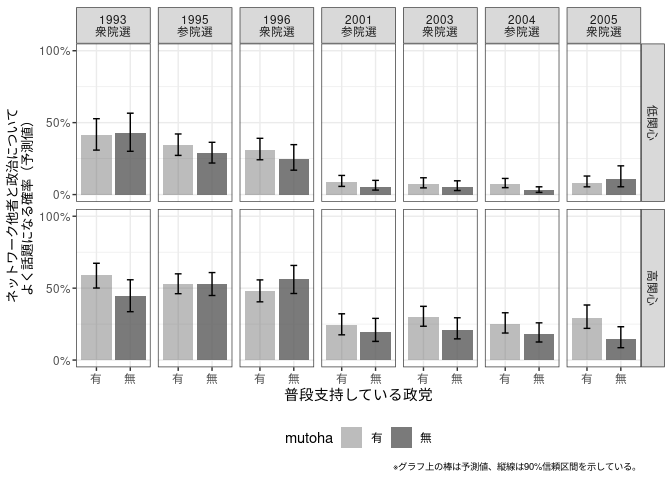 1993
衆院選
1995
参院選
1996
衆院選
2001
参院選
2003
衆院選
2004
参院選
2005
衆院選
ネットワーク他者と政治について
よく話題になる確率（予測値）
100%
50%
0%
低関心
100%
50%
0%
高関心
有 無 有 無 有 無 有 無 有 無 有 無 有 無
普段支持している政党
mutoha 有 無
※グラフ上の棒は予測値、縦線は90%信頼区間を示している。